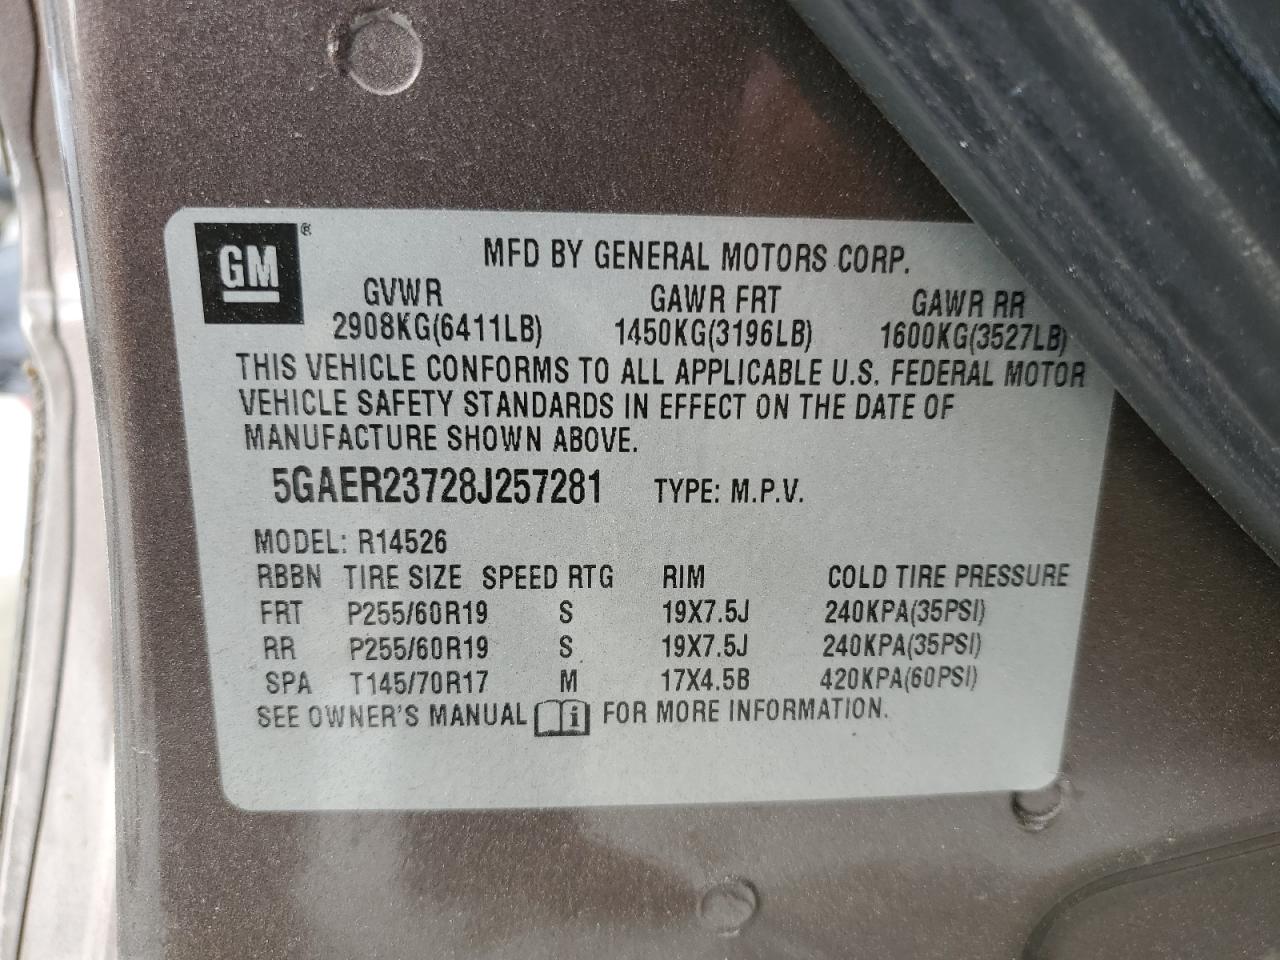 GM®
MFD BY GENERAL MOTORS CORP.
GVWR GAWR FRT GAWR RR
2908KG(6411LB) 1450KG(3196LB) 1600KG(3527LB)
THIS VEHICLE CONFORMS TO ALL APPLICABLE U.S. FEDERAL MOTOR
VEHICLE SAFETY STANDARDS IN EFFECT ON THE DATE OF
MANUFACTURE SHOWN ABOVE.
5GAER23728J257281 TYPE: M.P.V.
MODEL: R14526
RBBN TIRE SIZE SPEED RTG RIM COLD TIRE PRESSURE
FRT P255/60R19 S 19X7.5J 240KPA(35PSI)
RR P255/60R19 S 19X7.5J 240KPA(35PSI)
SPA T145/70R17 M 17X4.5B 420KPA(60PSI)
SEE OWNER'S MANUAL i FOR MORE INFORMATION.